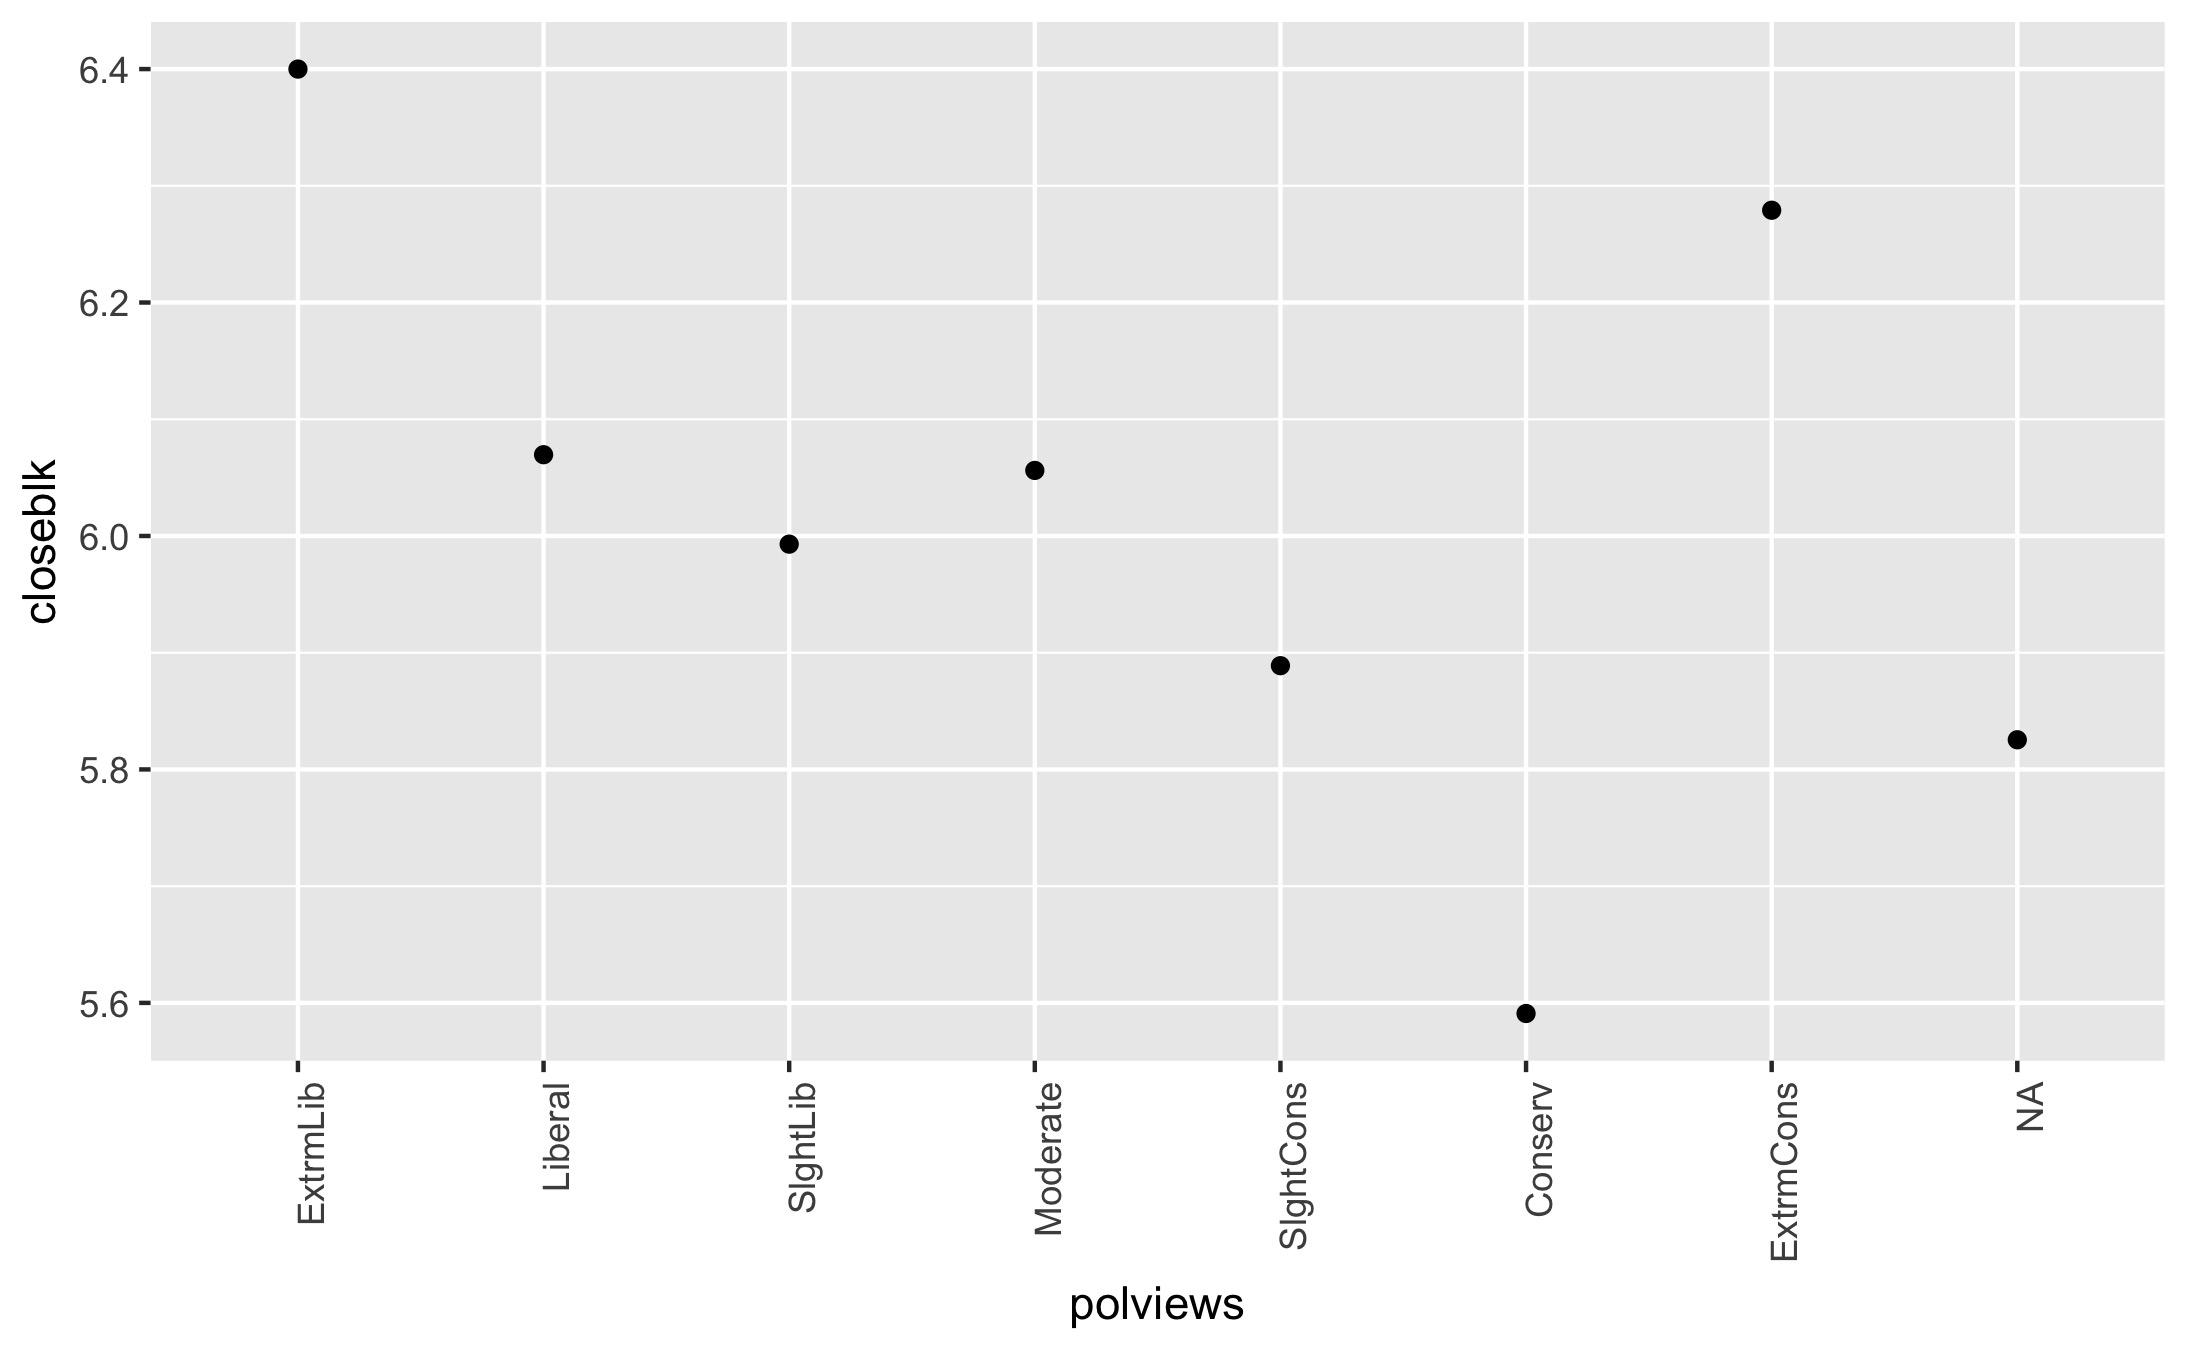 closeblk
6.4
6.2
6.0
5.8
5.6
ExtrmLib
Liberal
SlghtLib
Moderate
SlghtCons
Conserv
ExtrmCons
NA
polviews